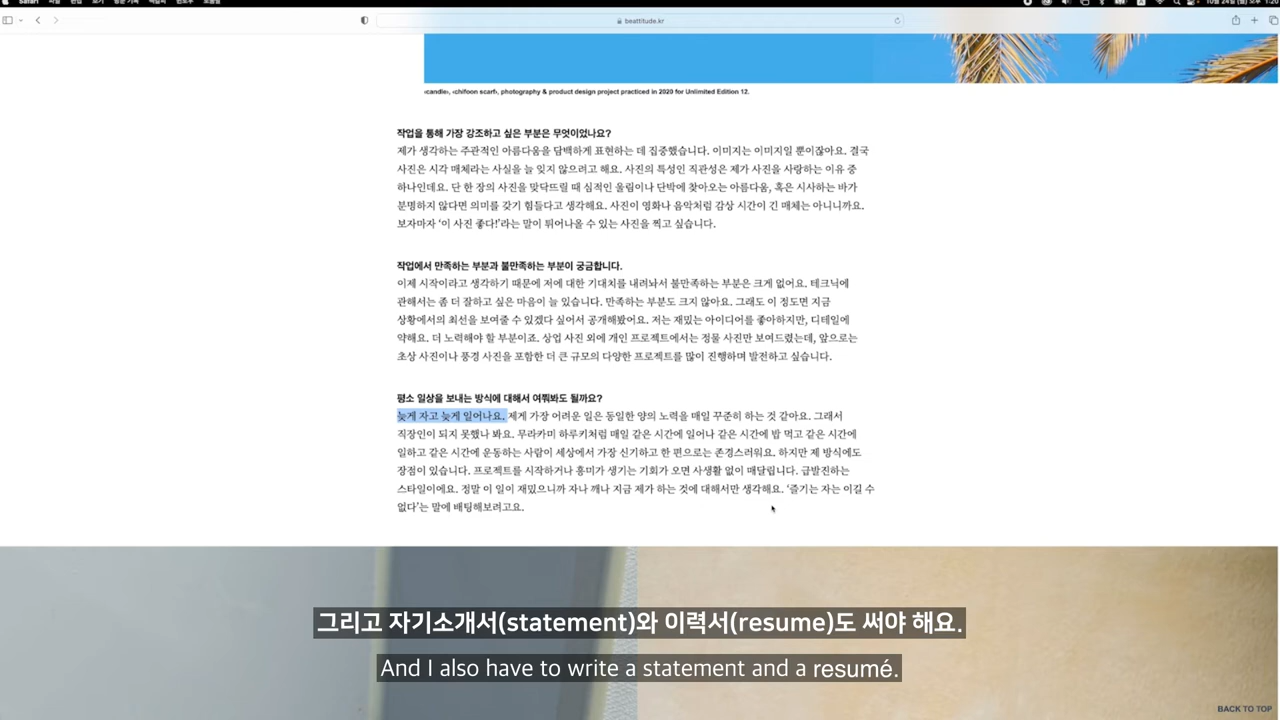 beattitude.kr
‹candle›, ‹chifoon scarf›, photography & product design project practiced in 2020 for Unlimited Edition 12.
작업을 통해 가장 강조하고 싶은 부분은 무엇이었나요?
제가 생각하는 주관적인 아름다움을 담백하게 표현하는 데 집중했습니다. 이미지는 이미지일 뿐이잖아요. 결국
사진은 시각 매체라는 사실을 늘 잊지 않으려고 해요. 사진의 특성인 직관성은 제가 사진을 사랑하는 이유 중
하나인데요. 단 한 장의 사진을 맞닥뜨릴 때 심적인 울림이나 단박에 찾아오는 아름다움, 혹은 시사하는 바가
분명하지 않다면 의미를 갖기 힘들다고 생각해요. 사진이 영화나 음악처럼 감상 시간이 긴 매체는 아니니까요.
보자마자 ‘이 사진 좋다!’라는 말이 튀어나올 수 있는 사진을 찍고 싶습니다.
작업에서 만족하는 부분과 불만족하는 부분이 궁금합니다.
이제 시작이라고 생각하기 때문에 저에 대한 기대치를 내려놔서 불만족하는 부분은 크게 없어요. 테크닉에
관해서는 좀 더 잘하고 싶은 마음이 늘 있습니다. 만족하는 부분도 크지 않아요. 그래도 이 정도면 지금
상황에서의 최선을 보여줄 수 있겠다 싶어서 공개해봤어요. 저는 재밌는 아이디어를 좋아하지만, 디테일에
약해요. 더 노력해야 할 부분이죠. 상업 사진 외에 개인 프로젝트에서는 정물 사진만 보여드렸는데, 앞으로는
초상 사진이나 풍경 사진을 포함한 더 큰 규모의 다양한 프로젝트를 많이 진행하며 발전하고 싶습니다.
평소 일상을 보내는 방식에 대해서 여쭤봐도 될까요?
늦게 자고 늦게 일어나요. 제게 가장 어려운 일은 동일한 양의 노력을 매일 꾸준히 하는 것 같아요. 그래서
직장인이 되지 못했나 봐요. 무라카미 하루키처럼 매일 같은 시간에 일어나 같은 시간에 밥 먹고 같은 시간에
일하고 같은 시간에 운동하는 사람이 세상에서 가장 신기하고 한 편으로는 존경스러워요. 하지만 제 방식에도
장점이 있습니다. 프로젝트를 시작하거나 흥미가 생기는 기회가 오면 사생활 없이 매달립니다. 급발진하는
스타일이에요. 정말 이 일이 재밌으니까 자나 깨나 지금 제가 하는 것에 대해서만 생각해요. ‘즐기는 자는 이길 수
없다’는 말에 배팅해보려고요.
그리고 자기소개서(statement)와 이력서(resume)도 써야 해요.
And I also have to write a statement and a resumé.
BACK TO TOP